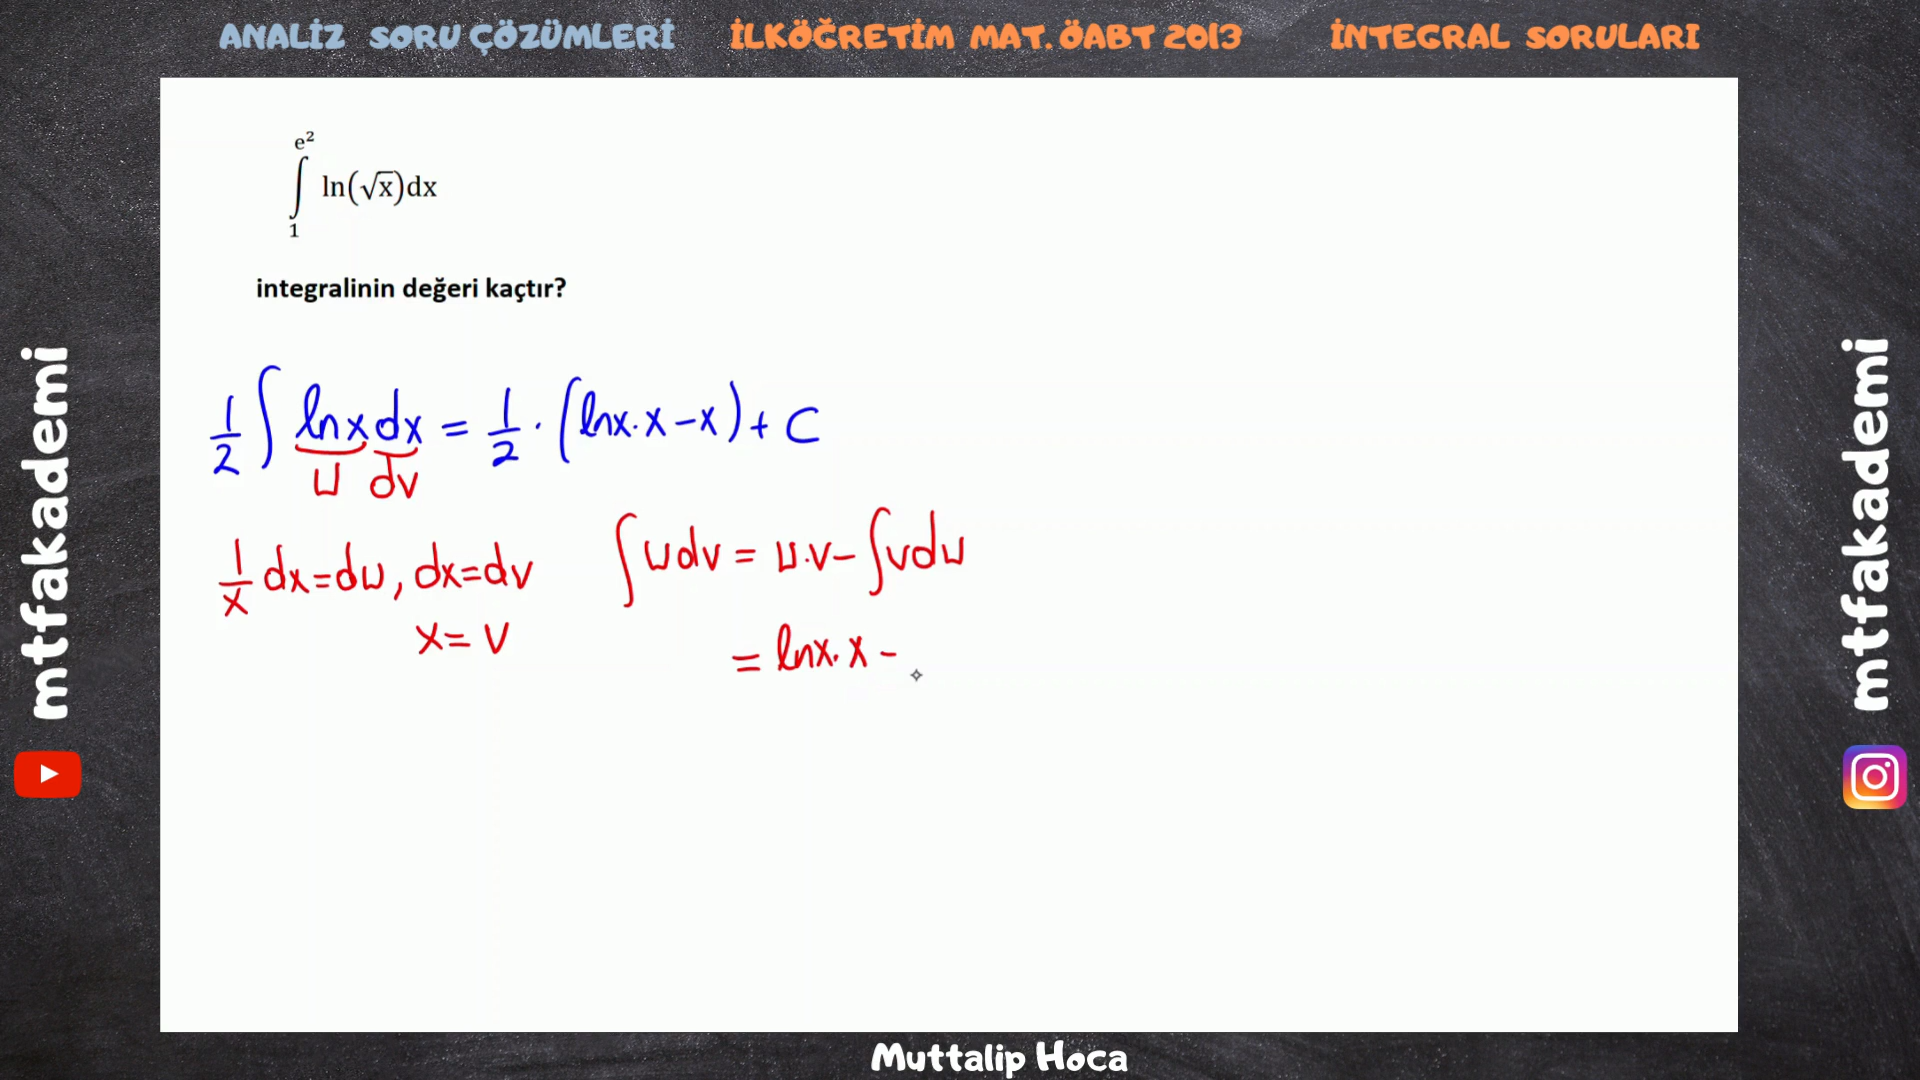 ANALİZ SORU ÇÖZÜMLERİ İLKÖĞRETİM MAT. ÖABT 2013 İNTEGRAL SORULARI
∫₁^(e²) ln(√x)dx
integralinin değeri kaçtır?
1/2 ∫ lnx dx = 1/2 · (lnx·x - x) + C
u dv
1/x dx = du, dx = dv
x = v
∫ u dv = u·v - ∫ v du
= lnx·x -
mtfakademi
mtfakademi
Muttalip Hoca